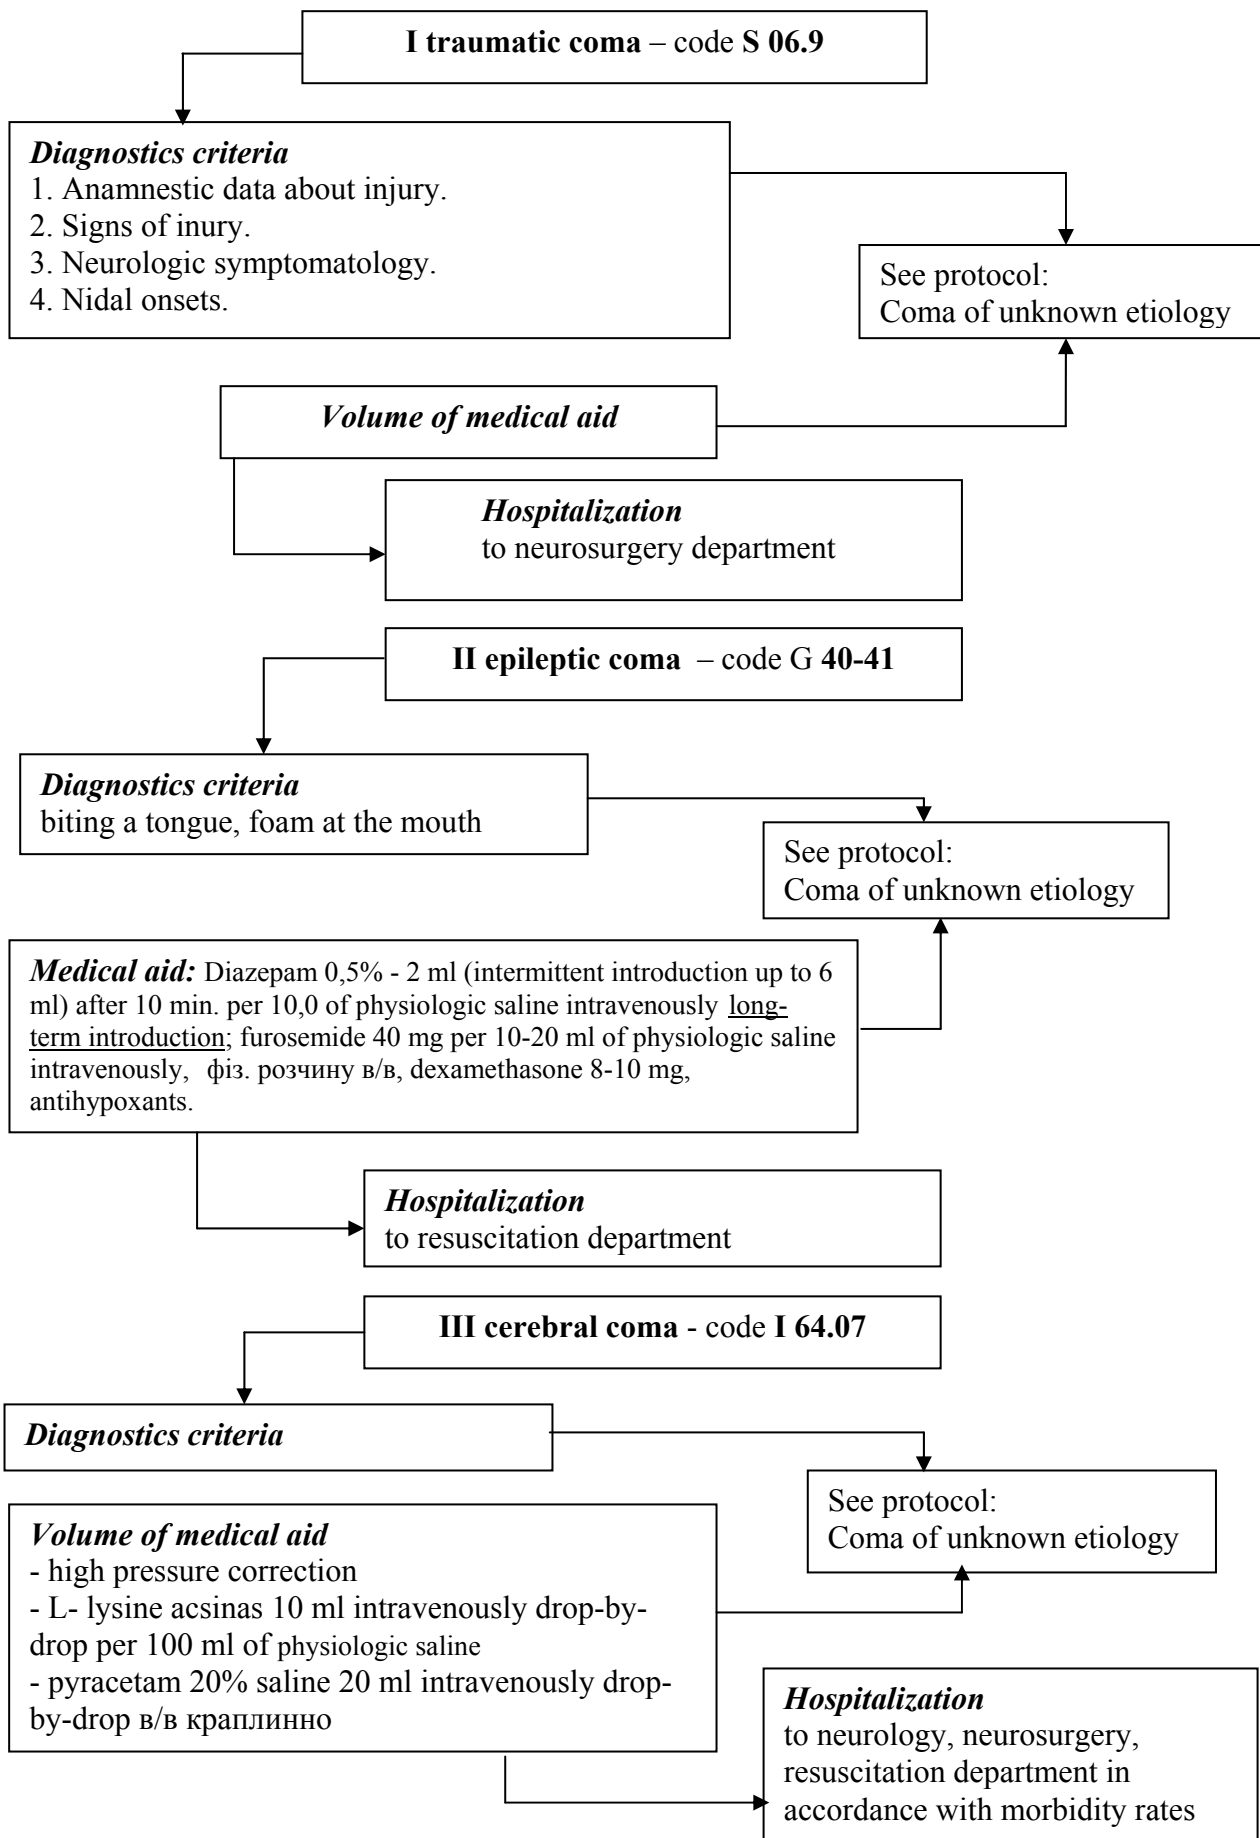 I traumatic coma – code S 06.9
Diagnostics criteria
1. Anamnestic data about injury.
2. Signs of inury.
3. Neurologic symptomatology.
4. Nidal onsets.
See protocol:
Coma of unknown etiology
Volume of medical aid
Hospitalization
to neurosurgery department
II epileptic coma – code G 40-41
Diagnostics criteria
biting a tongue, foam at the mouth
See protocol:
Coma of unknown etiology
Medical aid: Diazepam 0,5% - 2 ml (intermittent introduction up to 6
ml) after 10 min. per 10,0 of physiologic saline intravenously long-
term introduction; furosemide 40 mg per 10-20 ml of physiologic saline
intravenously, фіз. розчину в/в, dexamethasone 8-10 mg,
antihypoxants.
Hospitalization
to resuscitation department
III cerebral coma - code I 64.07
Diagnostics criteria
See protocol:
Coma of unknown etiology
Volume of medical aid
- high pressure correction
- L- lysine acsinas 10 ml intravenously drop-by-
drop per 100 ml of physiologic saline
- pyracetam 20% saline 20 ml intravenously drop-
by-drop в/в краплинно
Hospitalization
to neurology, neurosurgery,
resuscitation department in
accordance with morbidity rates